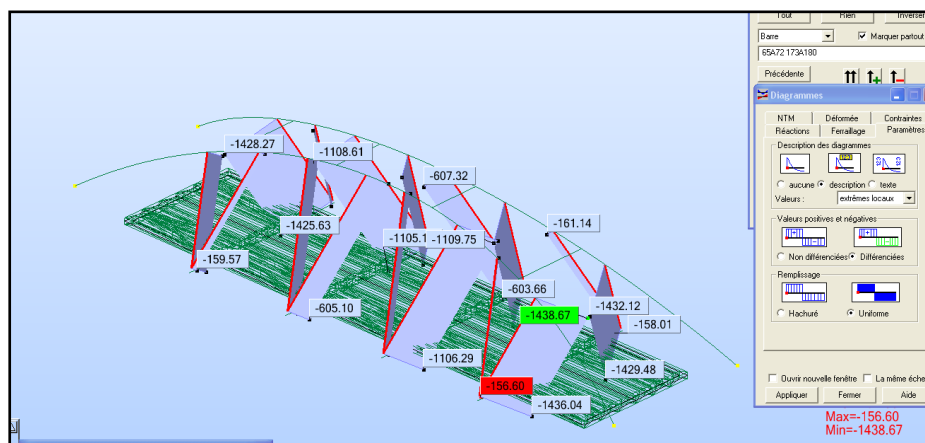 Tout Rien Inverser
Barre Marquer partout
65A72 173A180
Précédente
Diagrammes
NTM Déformée Contraintes
Réactions Ferraillage Paramètres
Description des diagrammes
aucune description texte
Valeurs : extrêmes locaux
Valeurs positives et négatives
Non différenciées Différenciées
Remplissage
Hachuré Uniforme
Ouvrir nouvelle fenêtre La même éche
Appliquer Fermer Aide
Max=-156.60
Min=-1438.67
-1428.27
-1108.61
-607.32
-161.14
-1425.63
-1105.1
-1109.75
-159.57
-603.66
-1432.12
-605.10
-1438.67
-158.01
-1106.29
-1429.48
-156.60
-1436.04